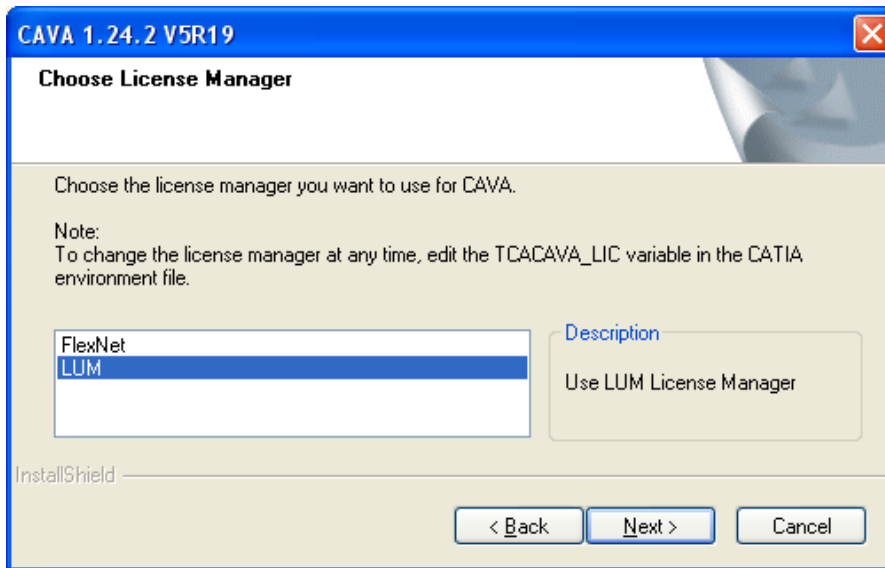 CAVA 1.24.2 V5R19
Choose License Manager
Choose the license manager you want to use for CAVA.
Note:
To change the license manager at any time, edit the TCACAVA_LIC variable in the CATIA
environment file.
FlexNet
LUM
Description
Use LUM License Manager
InstallShield
< Back
Next >
Cancel